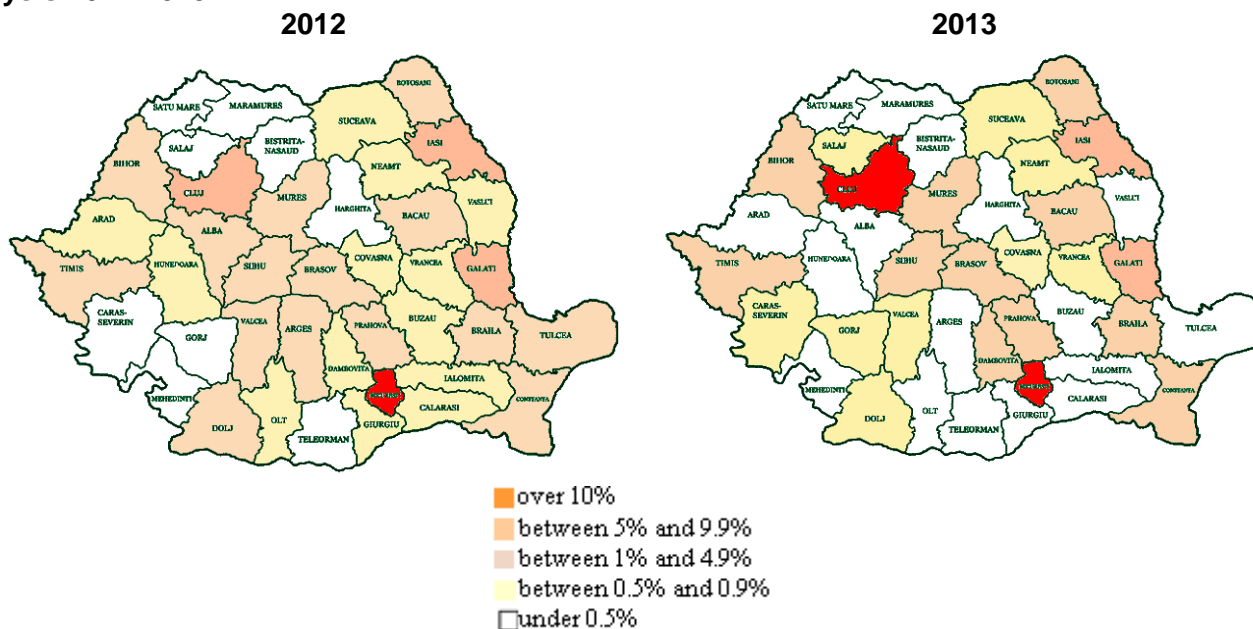 2012
2013
BOTOSANI
SATU MARE
MARAMURES
SUCEAVA
IASI
SALAJ
BISTRITA-
NASAUD
BIHOR
NEAMT
CLUJ
MURES
HARGHITA
BACAU
VASLUI
ARAD
ALBA
TIMIS
HUNEDOARA
SIBIU
BRASOV
COVASNA
VRANCEA
GALATI
CARAS-
SEVERIN
GORJ
VALCEA
ARGES
PRAHOVA
BUZAU
BRAILA
TULCEA
DAMBOVITA
IALOMITA
MEHEDINTI
CALARASI
CONSTANTA
DOLJ
OLT
GIURGIU
TELEORMAN
BOTOSANI
SATU MARE
MARAMURES
SUCEAVA
IASI
SALAJ
BISTRITA-
NASAUD
BIHOR
NEAMT
CLUJ
MURES
HARGHITA
BACAU
VASLCI
ARAD
ALBA
TIMIS
HUNEDOARA
SIBIU
BRASOV
COVASNA
VRANCEA
GALATI
CARAS-
SEVERIN
GORJ
VALCEA
ARGES
PRAHOVA
BUZAU
BRAILA
TULCEA
DAMBOVITA
IALOMITA
MEHEDINTI
CALARASI
CONSTANTA
DOLJ
OLT
GIURGIU
TELEORMAN
over 10%
between 5% and 9.9%
between 1% and 4.9%
between 0.5% and 0.9%
under 0.5%